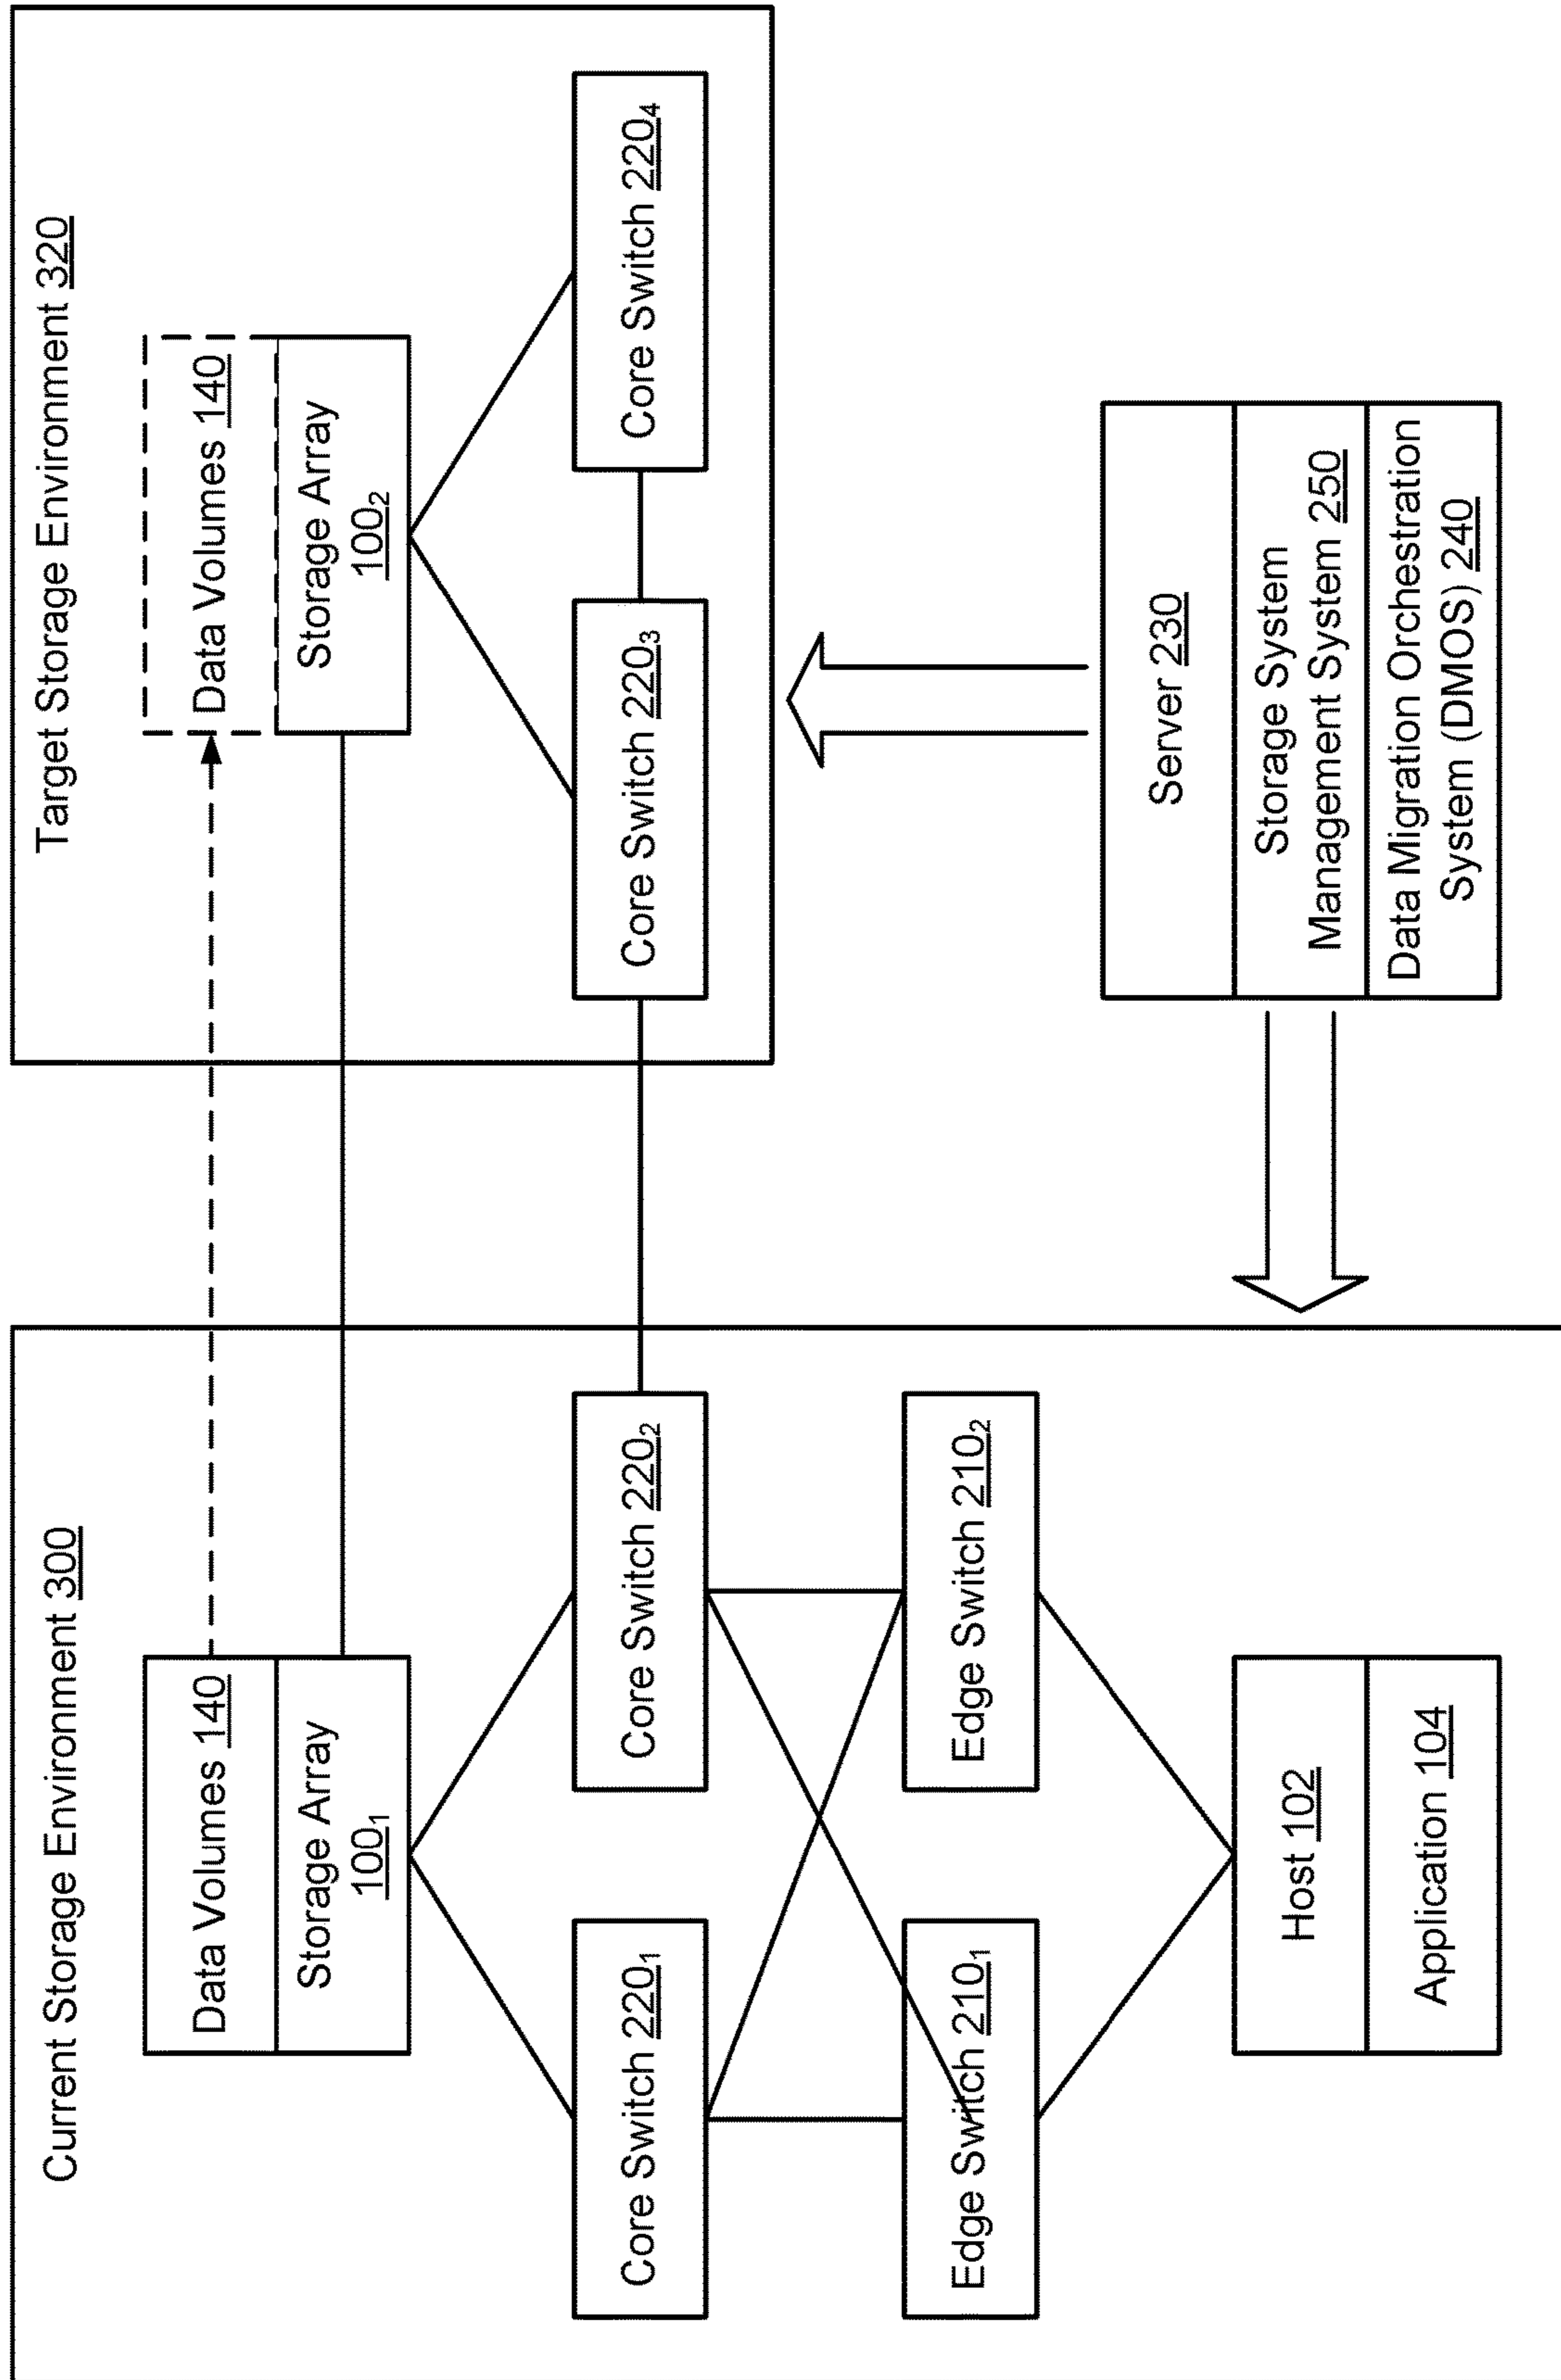 Current Storage Environment 300
Data Volumes 140
Storage Array
100₁
Core Switch 220₁
Core Switch 220₂
Edge Switch 210₁
Edge Switch 210₂
Host 102
Application 104
Target Storage Environment 320
Data Volumes 140
Storage Array
100₂
Core Switch 220₃
Core Switch 220₄
Server 230
Storage System
Management System 250
Data Migration Orchestration
System (DMOS) 240